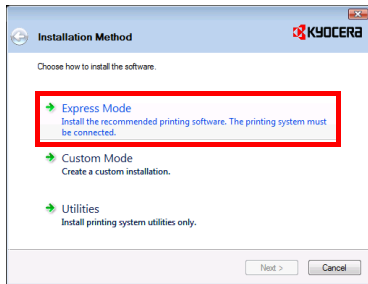 Installation Method
KYOCERA
Choose how to install the software.
Express Mode
Install the recommended printing software. The printing system must
be connected.
Custom Mode
Create a custom installation.
Utilities
Install printing system utilities only.
Next >
Cancel